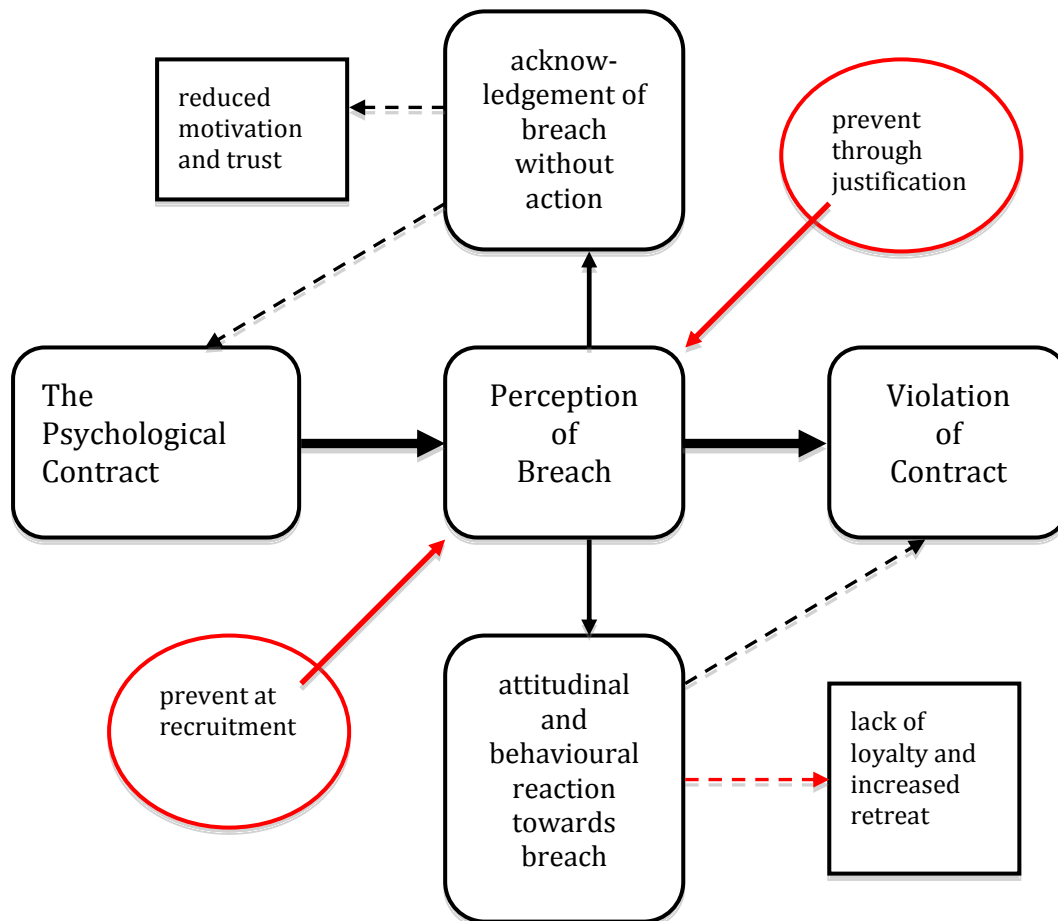 acknow-
ledgement of
breach
without
action
reduced
motivation
and trust
prevent
through
justification
The
Psychological
Contract
Perception
of
Breach
Violation
of
Contract
prevent at
recruitment
attitudinal
and
behavioural
reaction
towards
breach
lack of
loyalty and
increased
retreat